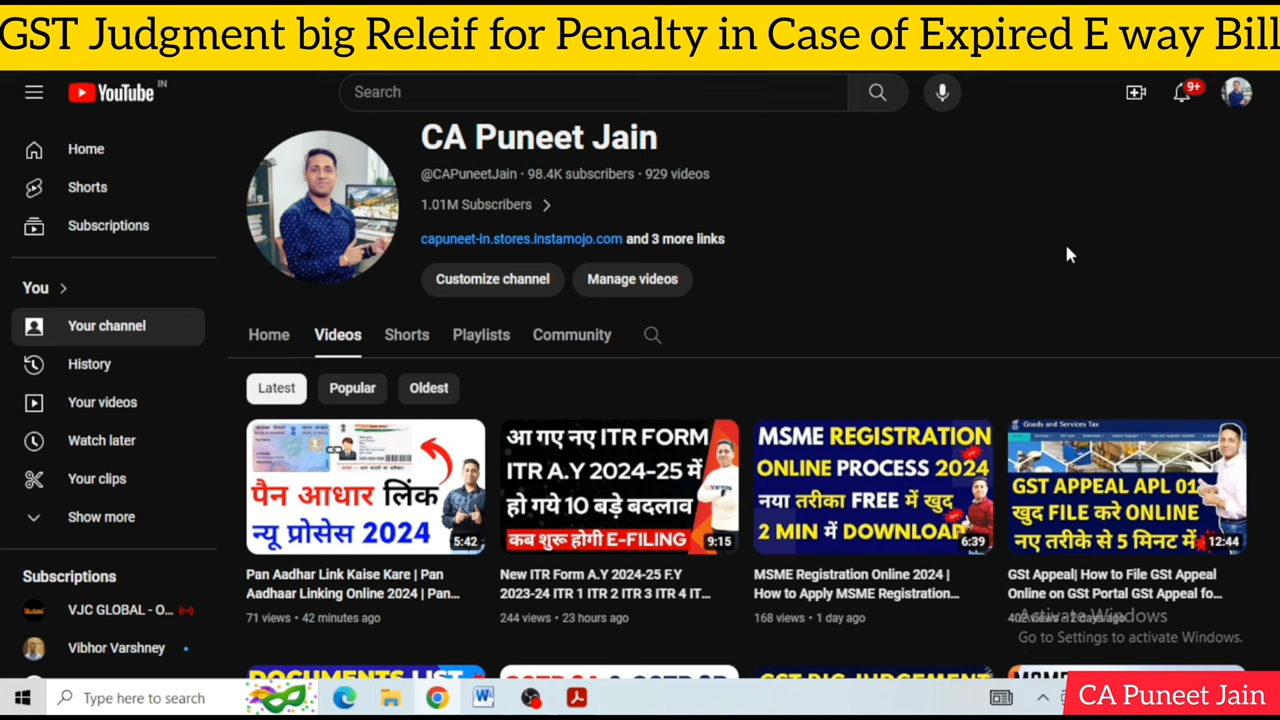 GST Judgment big Releif for Penalty in Case of Expired E way Bill
YouTube IN
Search
9+
Home
Shorts
Subscriptions
You
Your channel
History
Your videos
Watch later
Your clips
Show more
Subscriptions
VJC GLOBAL - O...
Vibhor Varshney
CA Puneet Jain
@CAPuneetJain · 98.4K subscribers · 929 videos
1.01M Subscribers
capuneet-in.stores.instamojo.com and 3 more links
Customize channel Manage videos
Home Videos Shorts Playlists Community
Latest Popular Oldest
पैन आधार लिंक
न्यू प्रोसेस 2024
5:42
Pan Aadhar Link Kaise Kare | Pan
Aadhaar Linking Online 2024 | Pan...
71 views · 42 minutes ago
आ गए नए ITR FORM
ITR A.Y 2024-25 में
हो गये 10 बड़े बदलाव
कब शुरू होगी E-FILING
9:15
New ITR Form A.Y 2024-25 F.Y
2023-24 ITR 1 ITR 2 ITR 3 ITR 4 IT...
244 views · 23 hours ago
MSME REGISTRATION
ONLINE PROCESS 2024
नया तरीका FREE में खुद
2 MIN में DOWNLOAD
6:39
MSME Registration Online 2024 |
How to Apply MSME Registration...
168 views · 1 day ago
Goods and Services Tax
GST APPEAL APL 01
खुद FILE करे ONLINE
नए तरीके से 5 मिनट में
12:44
GSt Appeal| How to File GSt Appeal
Online on GSt Portal GSt Appeal fo...
402 views · 2 days ago
Activate Windows
Go to Settings to activate Windows.
DOCUMENTS LIST
Type here to search
CA Puneet Jain